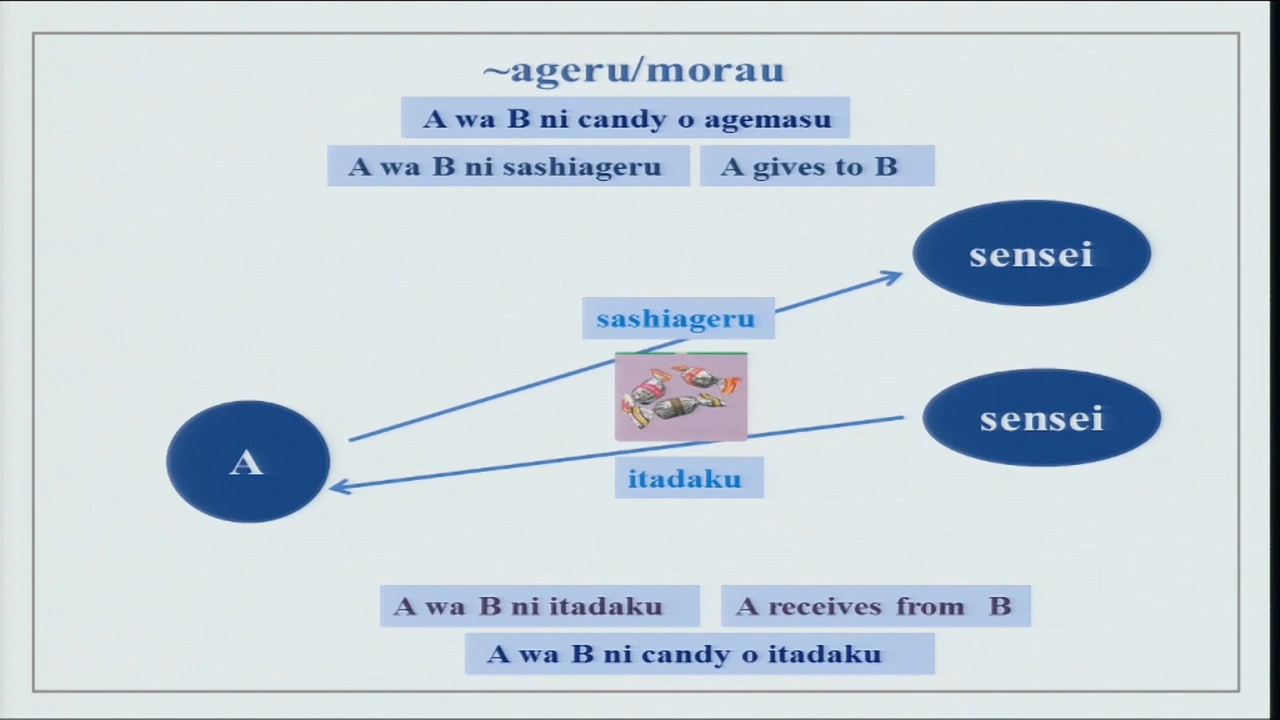 ~ageru/morau
A wa B ni candy o agemasu
A wa B ni sashiageru
A gives to B
sensei
sashiageru
sensei
A
itadaku
A wa B ni itadaku
A receives from B
A wa B ni candy o itadaku